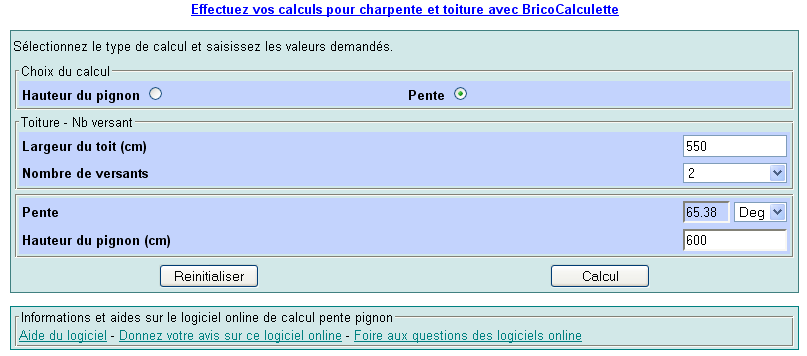 Effectuez vos calculs pour charpente et toiture avec BricoCalculette
Sélectionnez le type de calcul et saisissez les valeurs demandés.
Choix du calcul
Hauteur du pignon Pente
Toiture - Nb versant
Largeur du toit (cm) 550
Nombre de versants 2
Pente 65.38 Deg
Hauteur du pignon (cm) 600
Reinitialiser Calcul
Informations et aides sur le logiciel online de calcul pente pignon
Aide du logiciel - Donnez votre avis sur ce logiciel online - Foire aux questions des logiciels online